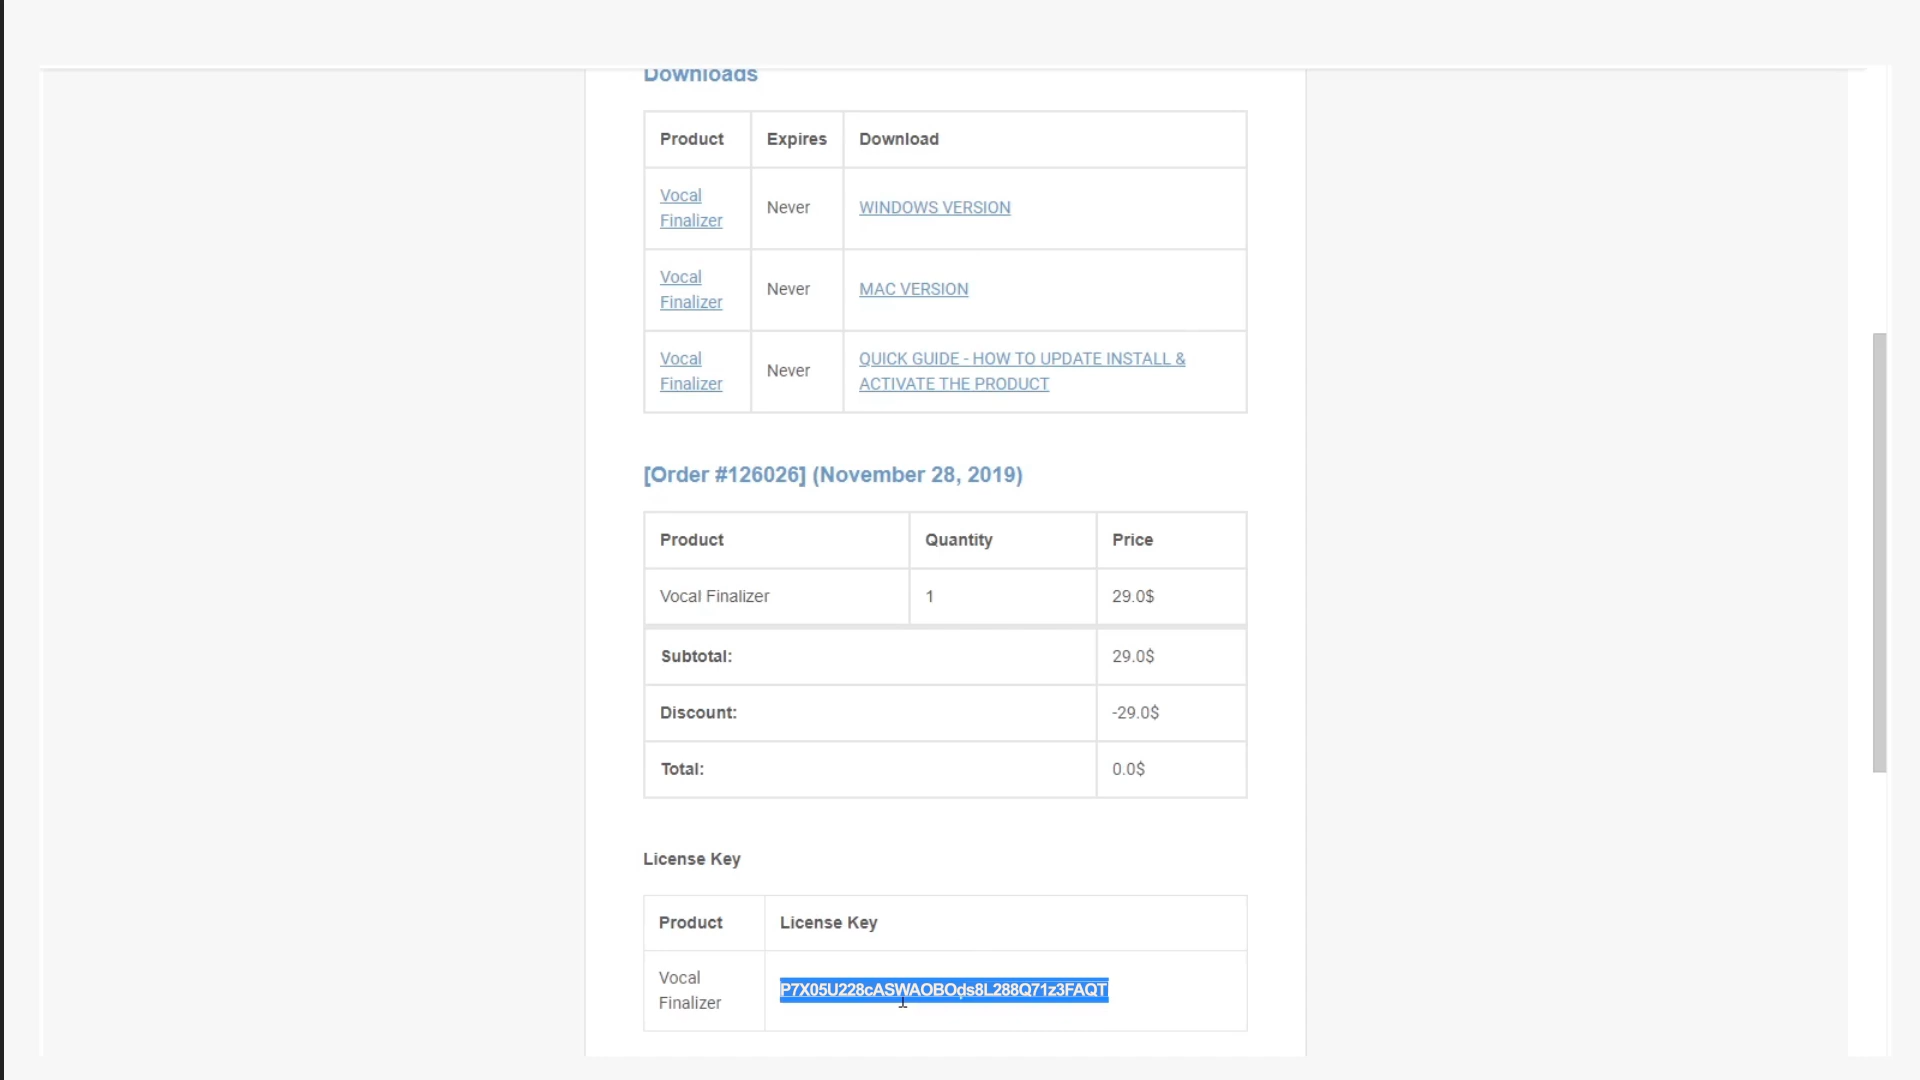 Downloads
Product Expires Download
Vocal Finalizer Never WINDOWS VERSION
Vocal Finalizer Never MAC VERSION
Vocal Finalizer Never QUICK GUIDE - HOW TO UPDATE INSTALL & ACTIVATE THE PRODUCT
[Order #126026] (November 28, 2019)
Product Quantity Price
Vocal Finalizer 1 29.0$
Subtotal: 29.0$
Discount: -29.0$
Total: 0.0$
License Key
Product License Key
Vocal Finalizer P7X05U228cASWAOBOds8L288Q71z3FAQT